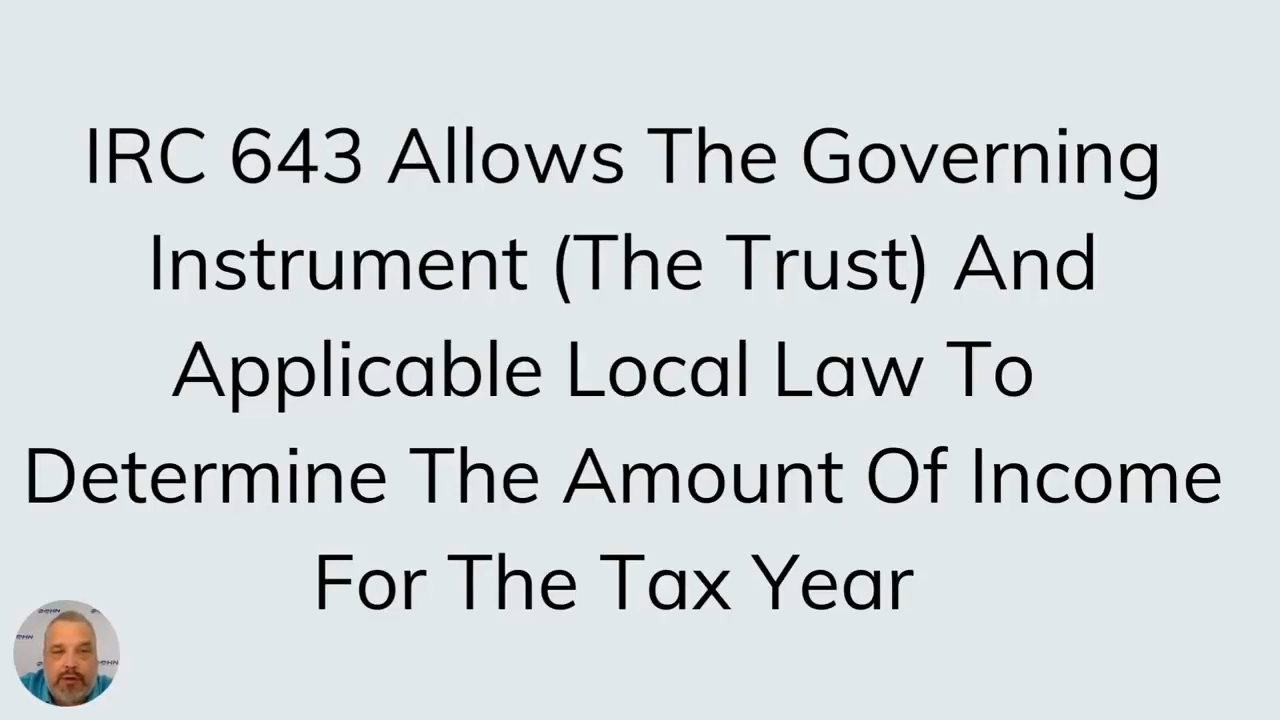 IRC 643 Allows The Governing
Instrument (The Trust) And
Applicable Local Law To
Determine The Amount Of Income
For The Tax Year